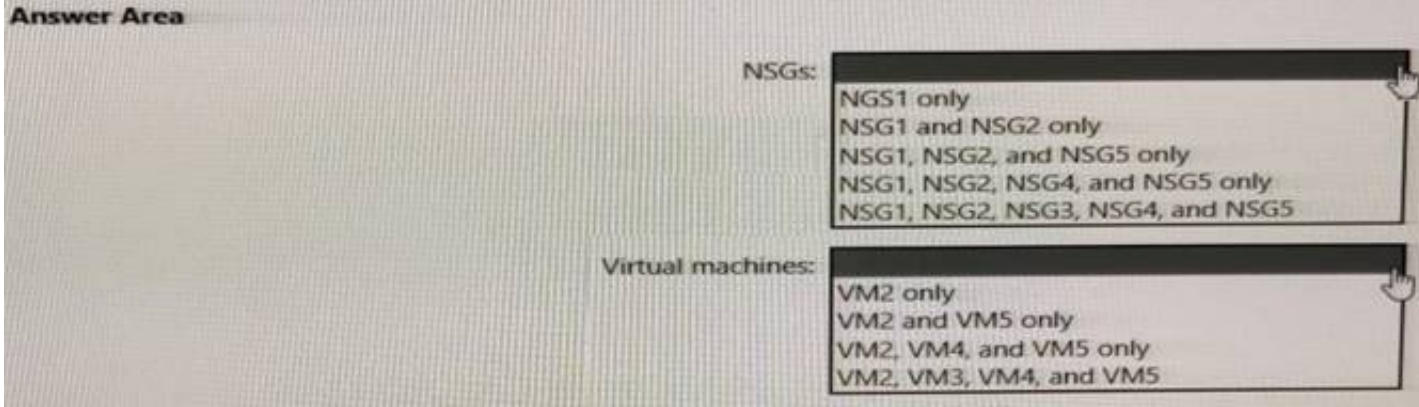 Answer Area
NSGs:
NGS1 only
NSG1 and NSG2 only
NSG1, NSG2, and NSG5 only
NSG1, NSG2, NSG4, and NSG5 only
NSG1, NSG2, NSG3, NSG4, and NSG5
Virtual machines:
VM2 only
VM2 and VM5 only
VM2, VM4, and VM5 only
VM2, VM3, VM4, and VM5